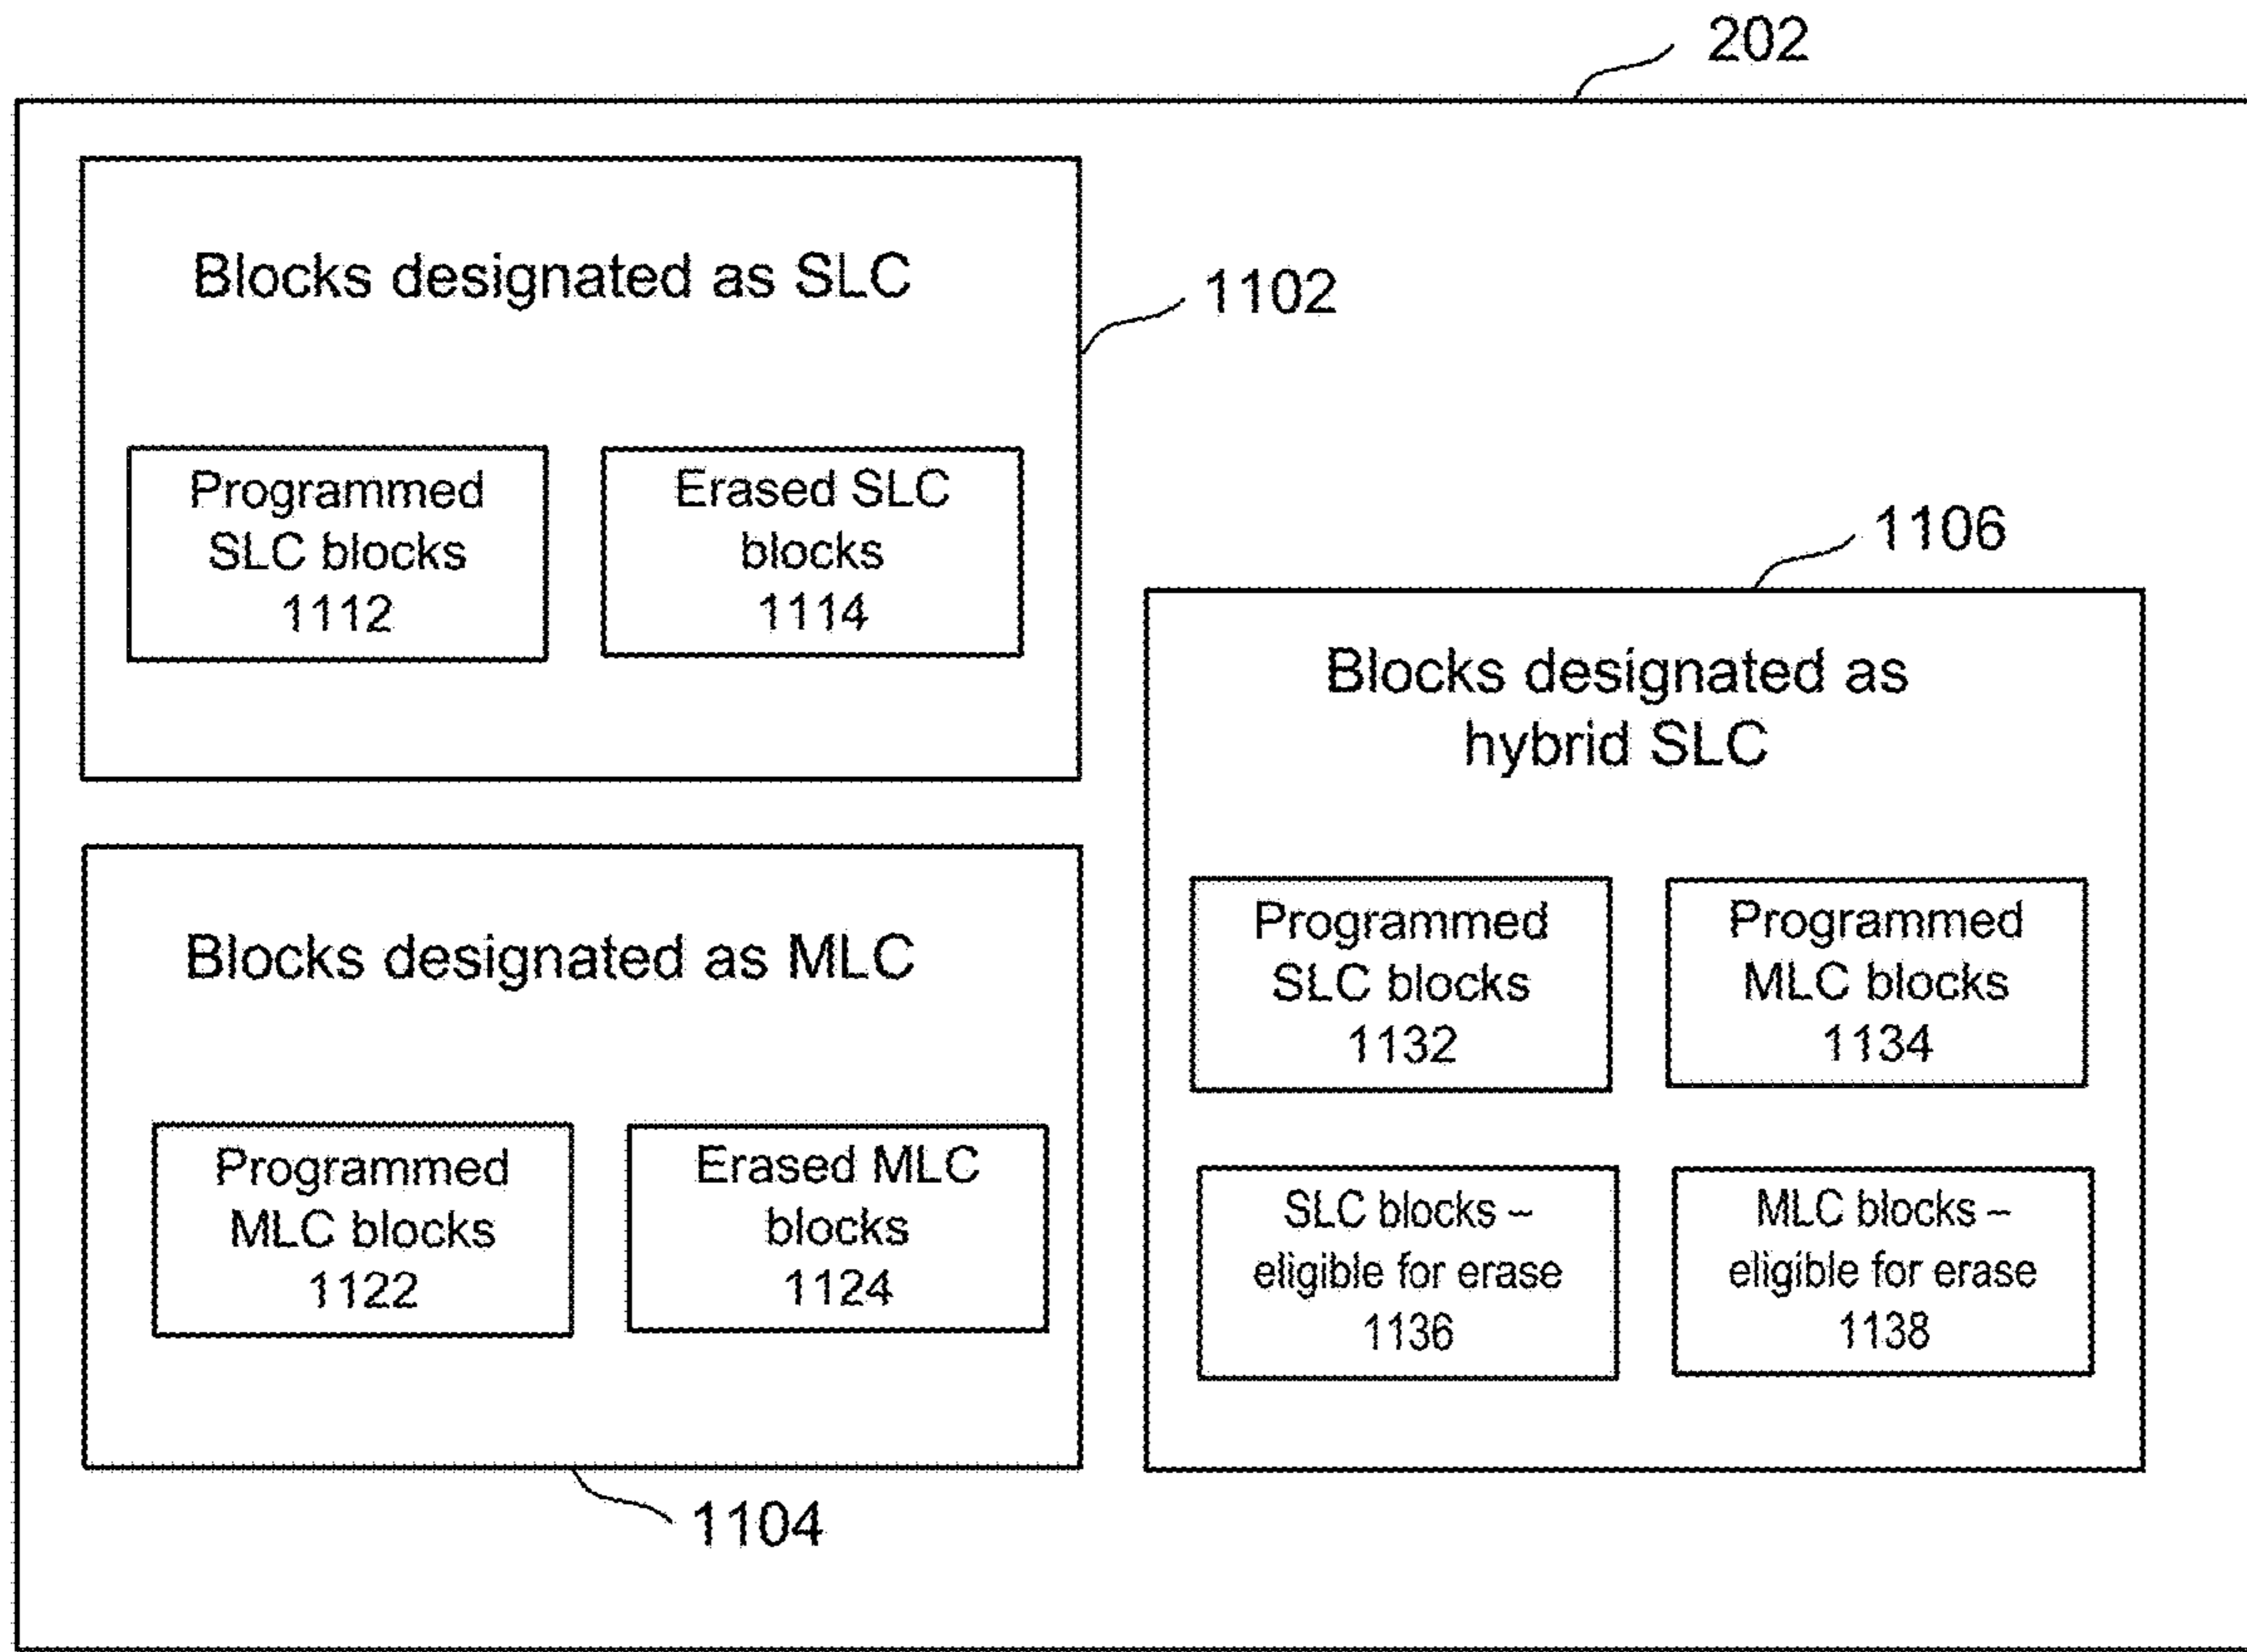 202
Blocks designated as SLC
1102
Programmed
SLC blocks
1112
Erased SLC
blocks
1114
1106
Blocks designated as
hybrid SLC
Programmed
SLC blocks
1132
Programmed
MLC blocks
1134
SLC blocks –
eligible for erase
1136
MLC blocks –
eligible for erase
1138
Blocks designated as MLC
Programmed
MLC blocks
1122
Erased MLC
blocks
1124
1104